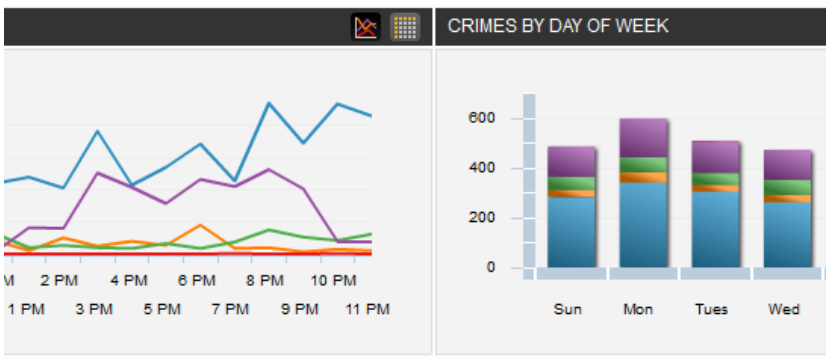 CRIMES BY DAY OF WEEK
M 2 PM 4 PM 6 PM 8 PM 10 PM
1 PM 3 PM 5 PM 7 PM 9 PM 11 PM
600
400
200
0
Sun Mon Tues Wed